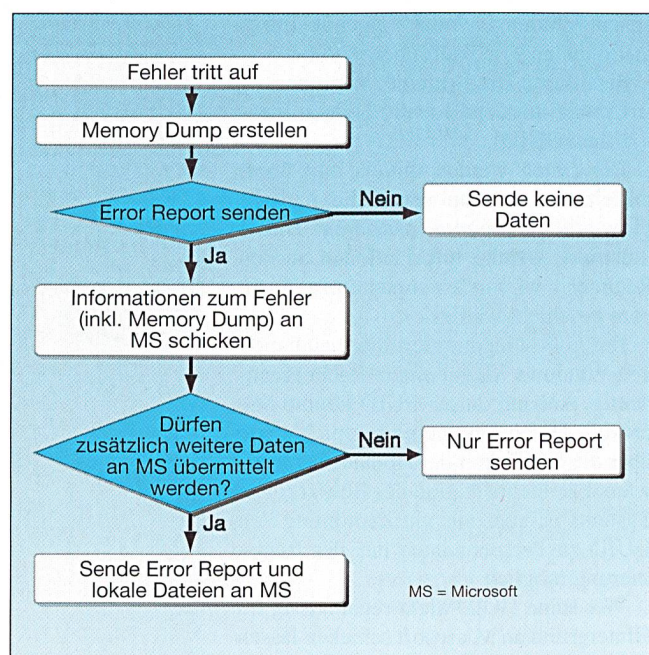 Fehler tritt auf
Memory Dump erstellen
Error Report senden
Nein
Sende keine
Daten
Ja
Informationen zum Fehler
(inkl. Memory Dump) an
MS schicken
Dürfen
zusätzlich weitere Daten
an MS übermittelt
werden?
Nein
Nur Error Report
senden
Ja
Sende Error Report und
lokale Dateien an MS
MS = Microsoft